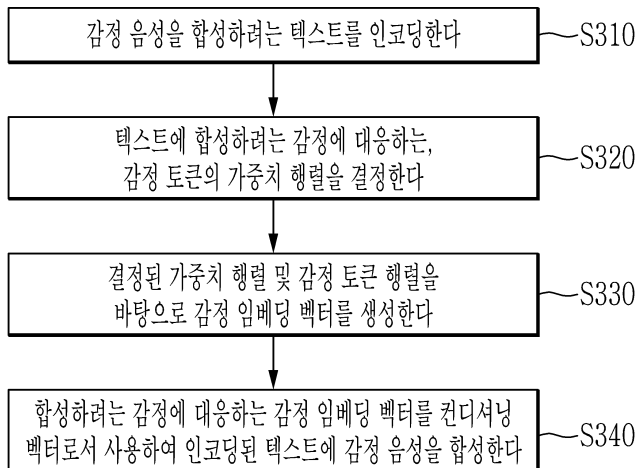 감정 음성을 합성하려는 텍스트를 인코딩한다
S310
텍스트에 합성하려는 감정에 대응하는,
감정 토큰의 가중치 행렬을 결정한다
S320
결정된 가중치 행렬 및 감정 토큰 행렬을
바탕으로 감정 임베딩 벡터를 생성한다
S330
합성하려는 감정에 대응하는 감정 임베딩 벡터를 컨디셔닝
벡터로서 사용하여 인코딩된 텍스트에 감정 음성을 합성한다
S340